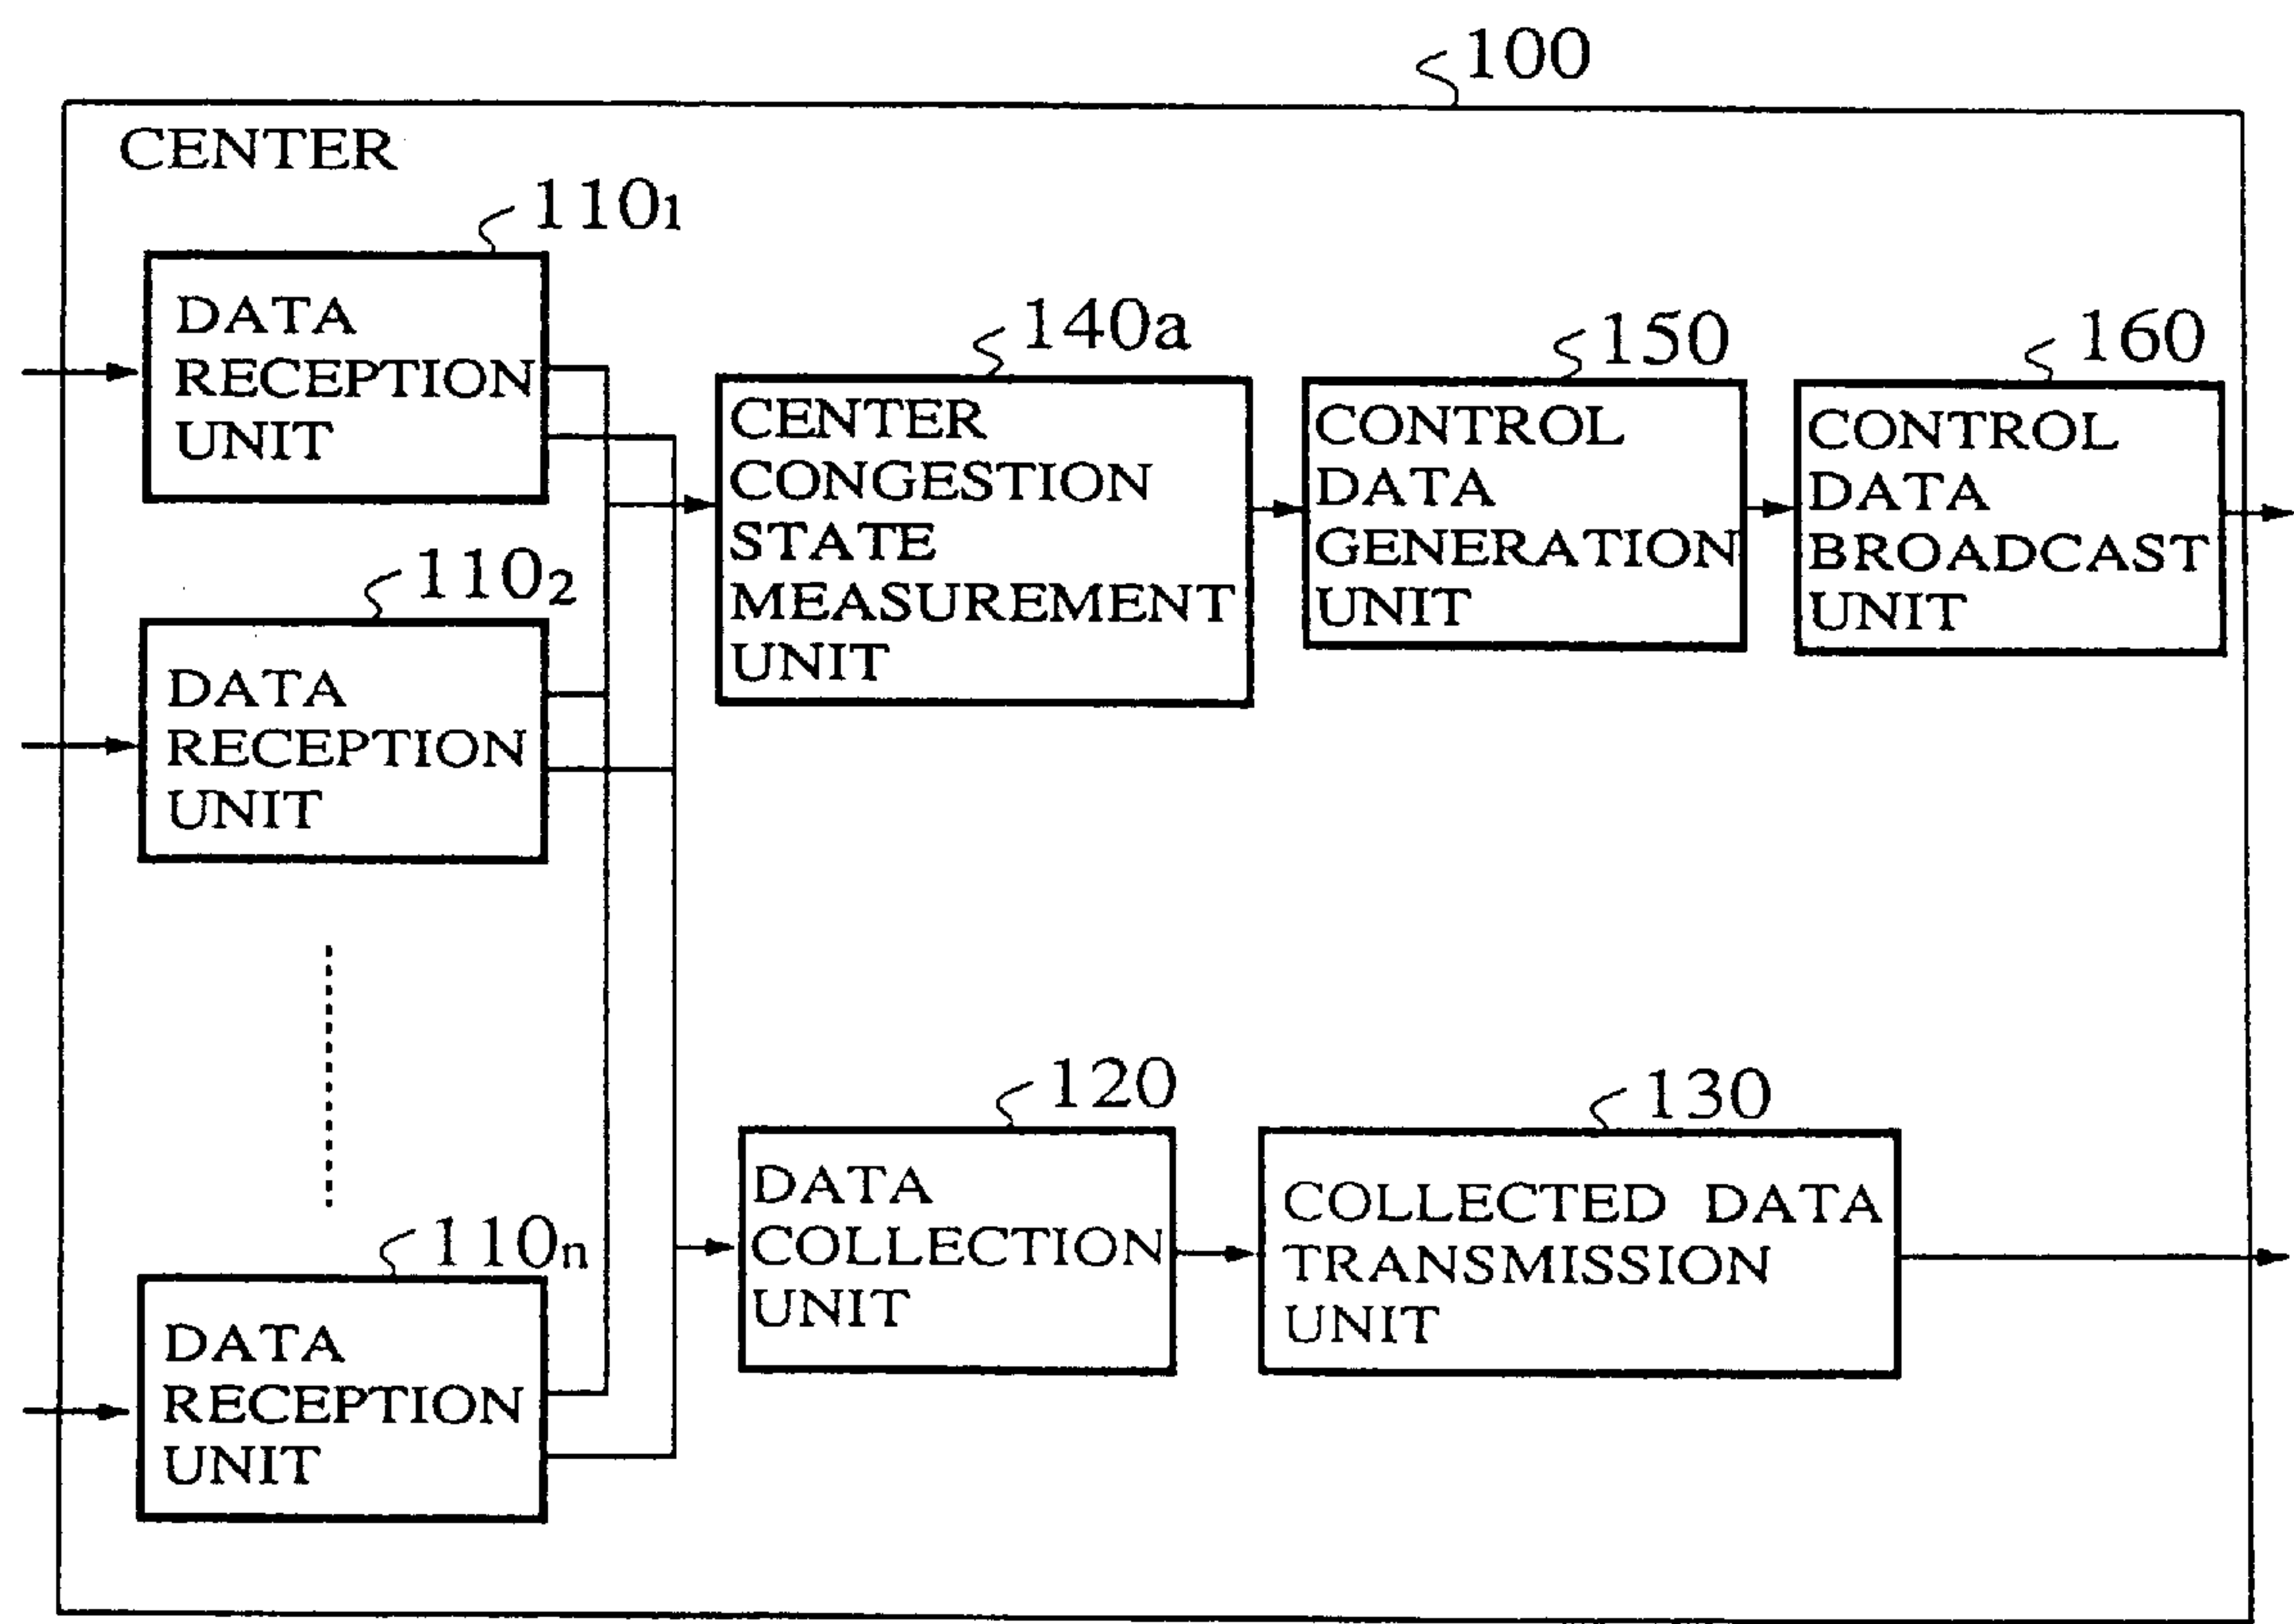 100
CENTER
110₁
DATA
RECEPTION
UNIT
140a
CENTER
CONGESTION
STATE
MEASUREMENT
UNIT
150
CONTROL
DATA
GENERATION
UNIT
160
CONTROL
DATA
BROADCAST
UNIT
110₂
DATA
RECEPTION
UNIT
120
DATA
COLLECTION
UNIT
130
COLLECTED DATA
TRANSMISSION
UNIT
110ₙ
DATA
RECEPTION
UNIT